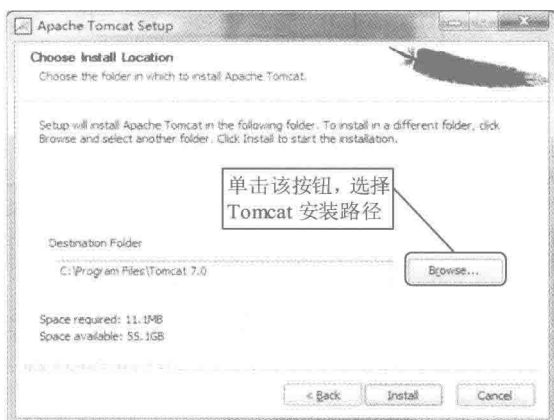 Apache Tomcat Setup
Choose Install Location
Choose the folder in which to install Apache Tomcat.
Setup will install Apache Tomcat in the following folder. To install in a different folder, click
Browse and select another folder. Click Install to start the installation.
单击该按钮，选择
Tomcat 安装路径
Destination Folder
C:\Program Files\Tomcat 7.0
Browse...
Space required: 11.1MB
Space available: 55.1GB
< Back
Install
Cancel